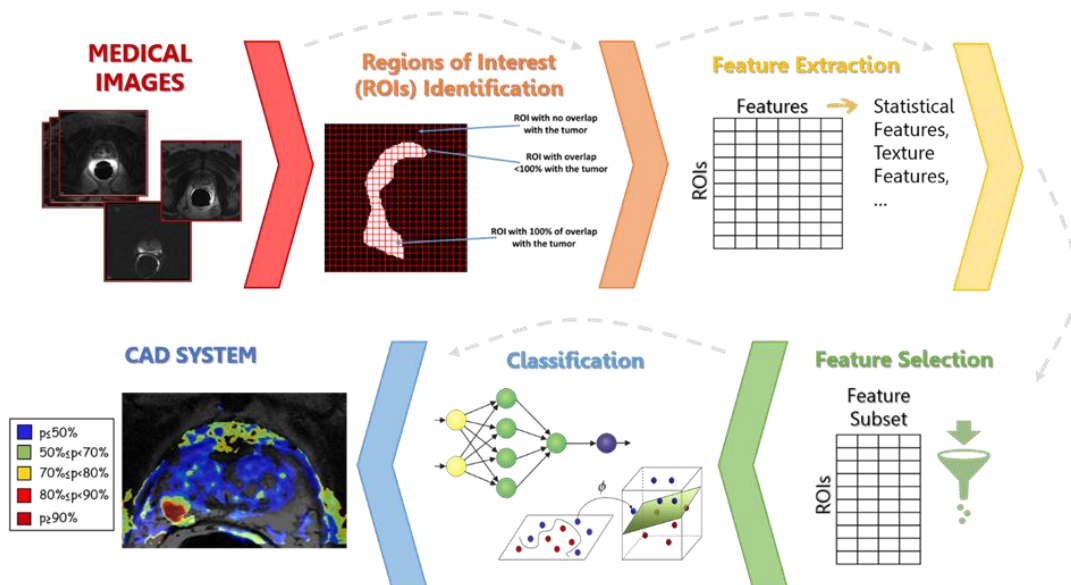 MEDICAL
IMAGES
Regions of Interest
(ROIs) Identification
ROI with no overlap
with the tumor
ROI with overlap
<100% with the tumor
ROI with 100% of overlap
with the tumor
Feature Extraction
Features
Statistical
Features,
Texture
Features,
...
ROIs
CAD SYSTEM
p≤50%
50%≤p<70%
70%≤p<80%
80%≤p<90%
p≥90%
Classification
ϕ
Feature Selection
Feature
Subset
ROIs